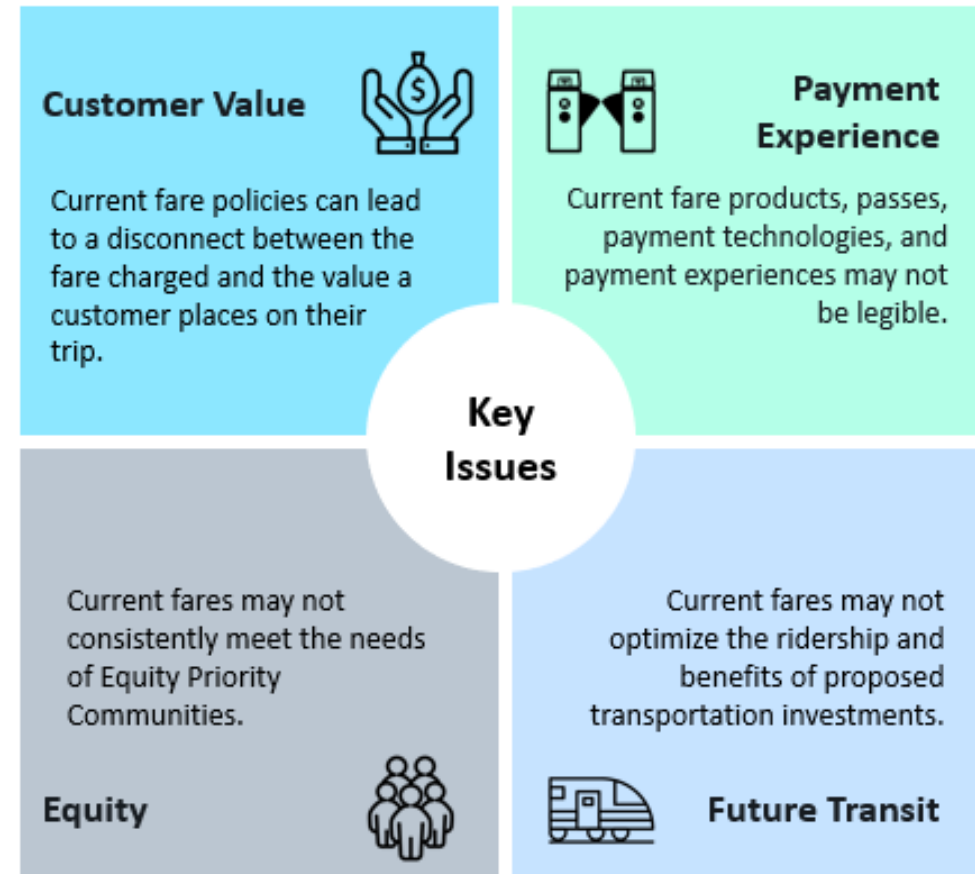 Customer Value
Current fare policies can lead
to a disconnect between the
fare charged and the value a
customer places on their
trip.
Payment
Experience
Current fare products, passes,
payment technologies, and
payment experiences may not
be legible.
Key
Issues
Current fares may not
consistently meet the needs
of Equity Priority
Communities.
Equity
Current fares may not
optimize the ridership and
benefits of proposed
transportation investments.
Future Transit
$